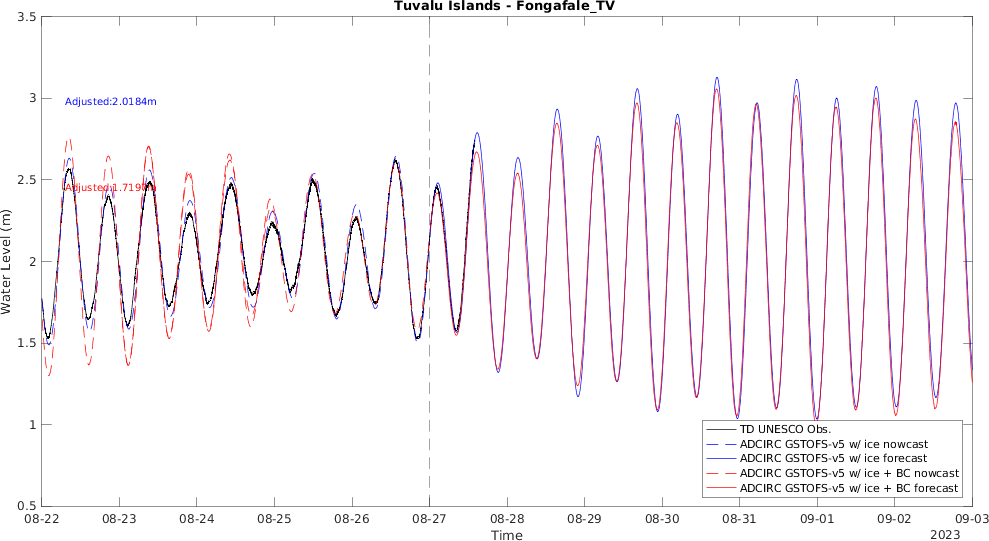 Tuvalu Islands - Fongafale_TV
3.5
3
2.5
2
1.5
1
0.5
Water Level (m)
Adjusted:2.0184m
08-22 08-23 08-24 08-25 08-26 08-27 08-28 08-29 08-30 08-31 09-01 09-02 09-03
Time
2023
TD UNESCO Obs.
ADCIRC GSTOFS-v5 w/ ice nowcast
ADCIRC GSTOFS-v5 w/ ice forecast
ADCIRC GSTOFS-v5 w/ ice + BC nowcast
ADCIRC GSTOFS-v5 w/ ice + BC forecast